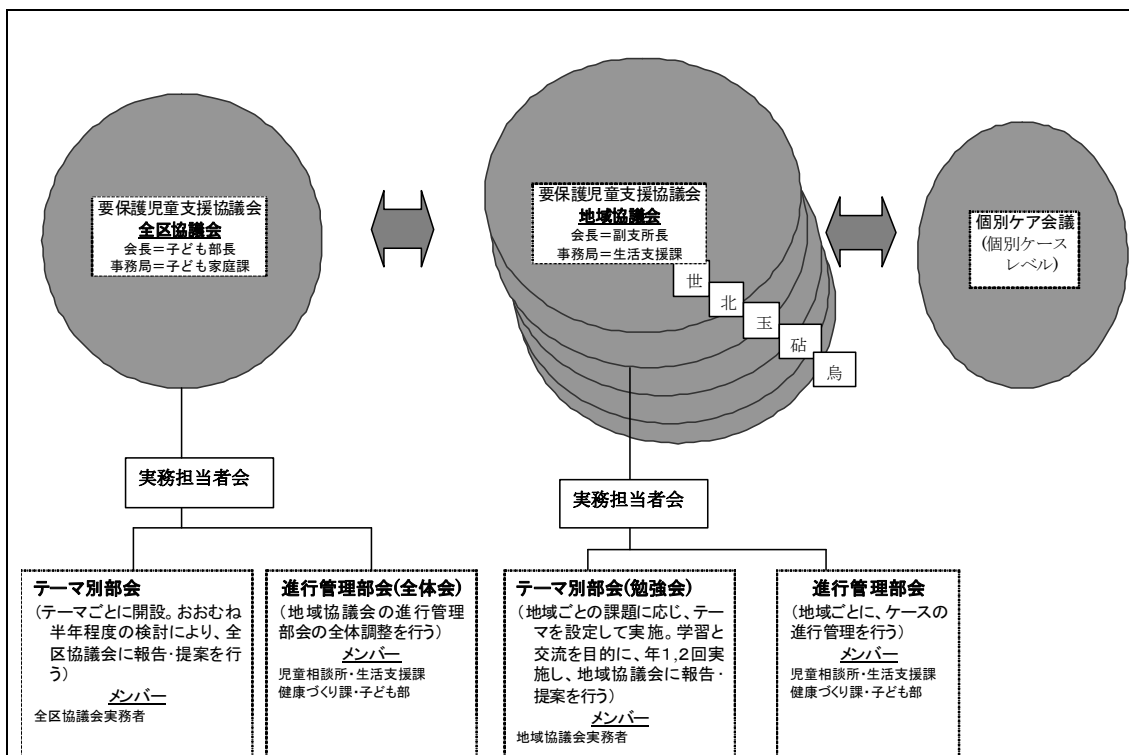 要保護児童支援協議会
全区協議会
会長=子ども部長
事務局=子ども家庭課
要保護児童支援協議会
地域協議会
会長=副支所長
事務局=生活支援課
世
北
玉
砧
烏
個別ケア会議
(個別ケース
レベル)
実務担当者会
実務担当者会
テーマ別部会
(テーマごとに開設。おおむね
半年程度の検討により、全
区協議会に報告・提案を行
う)
メンバー
全区協議会実務者
進行管理部会(全体会)
(地域協議会の進行管理
部会の全体調整を行う)
メンバー
児童相談所・生活支援課
健康づくり課・子ども部
テーマ別部会(勉強会)
(地域ごとの課題に応じ、テー
マを設定して実施。学習と
交流を目的に、年1,2回実
施し、地域協議会に報告・
提案を行う)
メンバー
地域協議会実務者
進行管理部会
(地域ごとに、ケースの
進行管理を行う)
メンバー
児童相談所・生活支援課
健康づくり課・子ども部